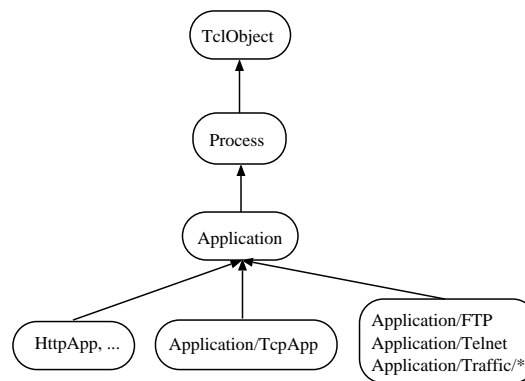 TclObject
Process
Application
HttpApp, ...
Application/TcpApp
Application/FTP
Application/Telnet
Application/Traffic/*